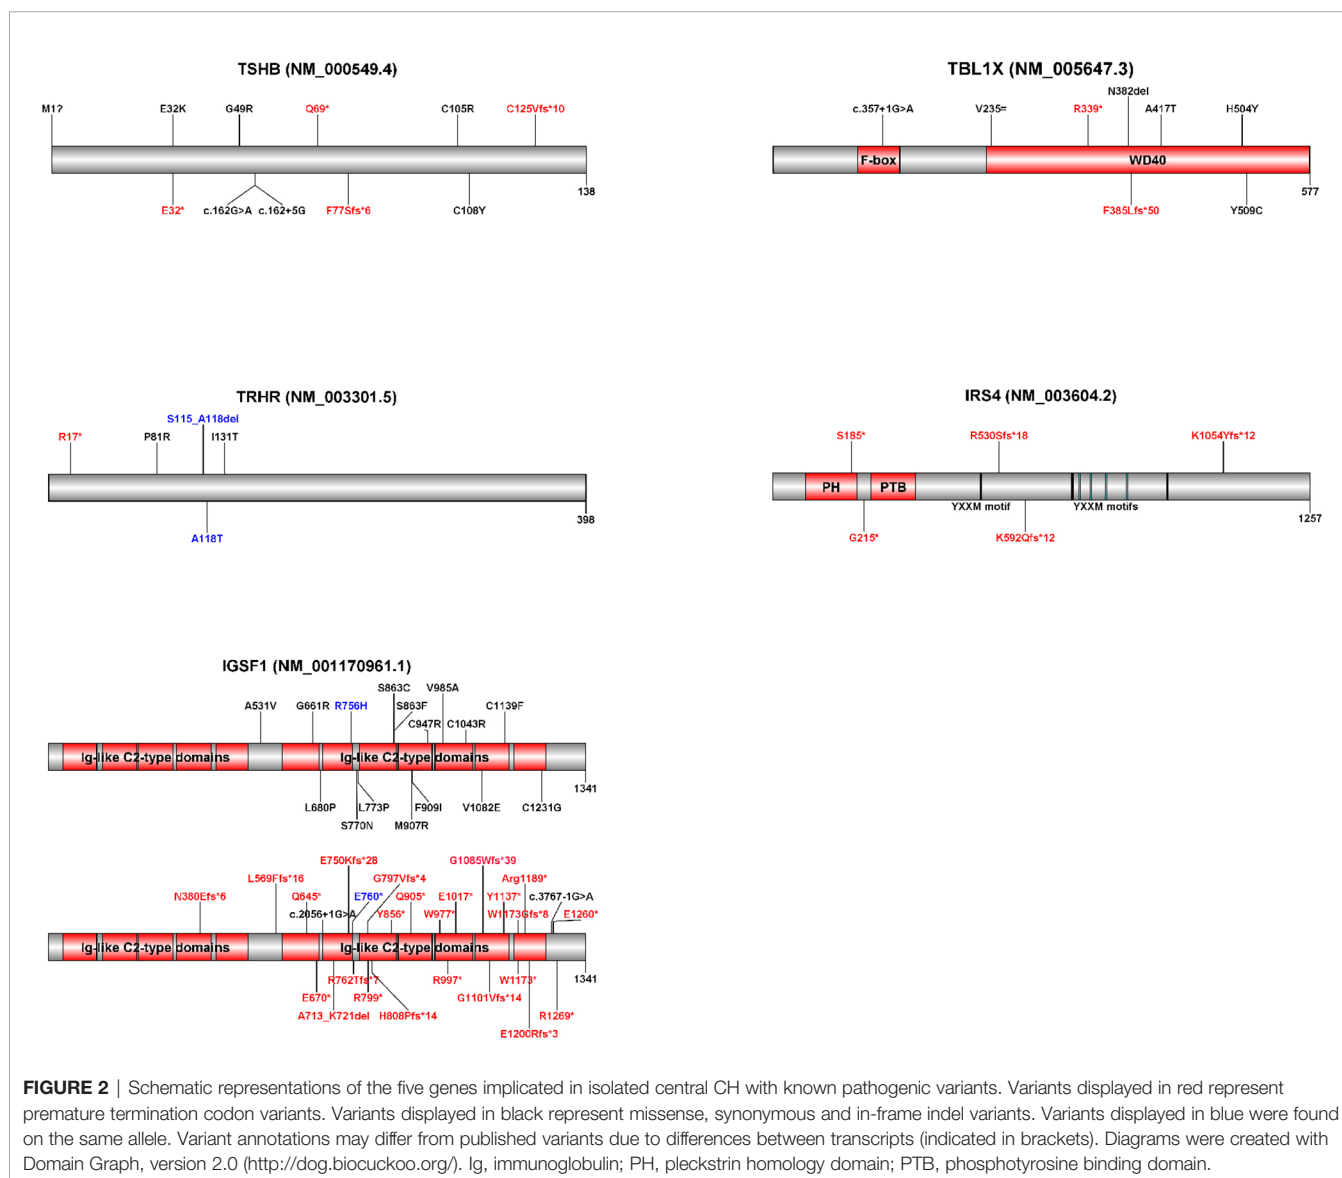 TSHB (NM_000549.4)
M1? E32K G49R Q69* C105R C125Vfs*10
138
E32* c.162G>A c.162+5G F77Sfs*6 C108Y
TBL1X (NM_005647.3)
N382del
c.357+1G>A V235= R339* A417T H504Y
F-box WD40
577
F385Lfs*50 Y509C
TRHR (NM_003301.5)
S115_A118del
R17* P81R I131T
398
A118T
IRS4 (NM_003604.2)
S185* R530Sfs*18 K1054Yfs*12
PH PTB
YXXM motif YXXM motifs
1257
G215* K592Qfs*12
IGSF1 (NM_001170961.1)
S863C V985A
A531V G661R R756H S863F C1139F
C947R C1043R
Ig-like C2-type domains Ig-like C2-type domains
1341
L680P L773P F909I V1082E C1231G
S770N M907R
E750Kfs*28 G1085Wfs*39
L569Ffs*16 G797Vfs*4 Arg1189*
N380Efs*6 Q645* E760* Q905* E1017* Y1137* c.3767-1G>A
c.2056+1G>A Y856* W977* W1173Gfs*8 E1260*
Ig-like C2-type domains Ig-like C2-type domains
R762Tfs*7 R997* W1173* 1341
E670* R799* G1101Vfs*14
A713_K721del H808Pfs*14 R1269*
E1200Rfs*3
FIGURE 2 | Schematic representations of the five genes implicated in isolated central CH with known pathogenic variants. Variants displayed in red represent
premature termination codon variants. Variants displayed in black represent missense, synonymous and in-frame indel variants. Variants displayed in blue were found
on the same allele. Variant annotations may differ from published variants due to differences between transcripts (indicated in brackets). Diagrams were created with
Domain Graph, version 2.0 (http://dog.biocuckoo.org/). Ig, immunoglobulin; PH, pleckstrin homology domain; PTB, phosphotyrosine binding domain.